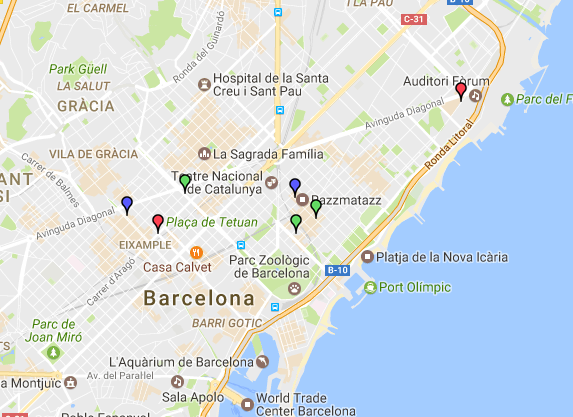 EL CARMEL
LA PAU
B-10
C-31
Ronda del Guinardó
Park Güell
LA SALUT
GRÀCIA
Hospital de la Santa
Creu i Sant Pau
Auditori Fòrum
Parc del F
Avinguda Diagonal
Ronda Litoral
VILA DE GRÀCIA
La Sagrada Família
Carrer de Balmes
ANT
SI
Teatre Nacional
de Catalunya
Razzmatazz
Avinguda Diagonal
Plaça de Tetuan
EIXAMPLE
Casa Calvet
Carrer d'Aragó
Parc Zoològic
de Barcelona
B-10
Platja de la Nova Icària
Port Olímpic
Barcelona
BARRI GOTIC
Parc de
Joan Miró
L'Aquàrium de Barcelona
Av. del Paral·lel
a Montjuïc
Sala Apolo
World Trade
Center Barcelona